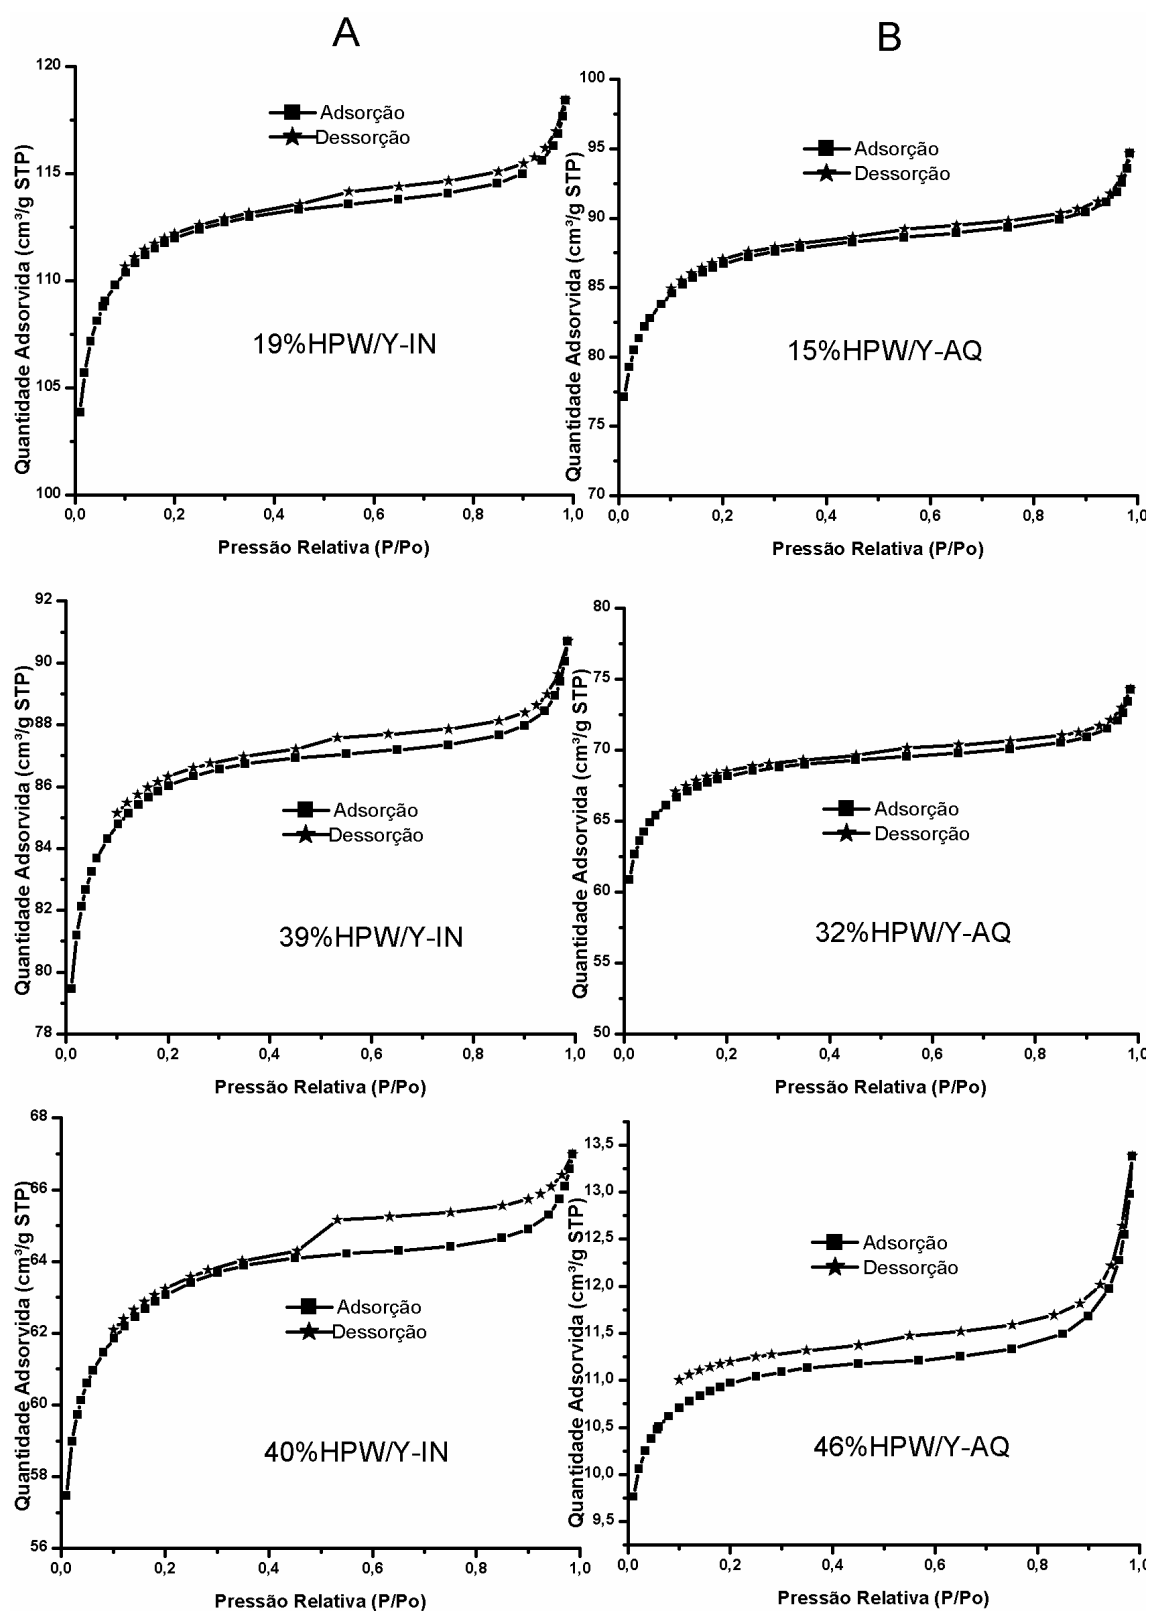 A
B
120
115
110
105
100
Quantidade Adsorvida (cm³/g STP)
Adsorção
Dessorção
19%HPW/Y-IN
0,0 0,2 0,4 0,6 0,8 1,0
Pressão Relativa (P/Po)
100
95
90
85
80
75
70
Quantidade Adsorvida (cm³/g STP)
Adsorção
Dessorção
15%HPW/Y-AQ
0,0 0,2 0,4 0,6 0,8 1,0
Pressão Relativa (P/Po)
92
90
88
86
84
82
80
78
Quantidade Adsorvida (cm³/g STP)
Adsorção
Dessorção
39%HPW/Y-IN
0,0 0,2 0,4 0,6 0,8 1,0
Pressão Relativa (P/Po)
80
75
70
65
60
55
50
Quantidade Adsorvida (cm³/g STP)
Adsorção
Dessorção
32%HPW/Y-AQ
0,0 0,2 0,4 0,6 0,8 1,0
Pressão Relativa (P/Po)
68
66
64
62
60
58
56
Quantidade Adsorvida (cm³/g STP)
Adsorção
Dessorção
40%HPW/Y-IN
0,0 0,2 0,4 0,6 0,8 1,0
Pressão Relativa (P/Po)
13,5
13,0
12,5
12,0
11,5
11,0
10,5
10,0
9,5
Quantidade Adsorvida (cm³/g STP)
Adsorção
Dessorção
46%HPW/Y-AQ
0,0 0,2 0,4 0,6 0,8 1,0
Pressão Relativa (P/Po)